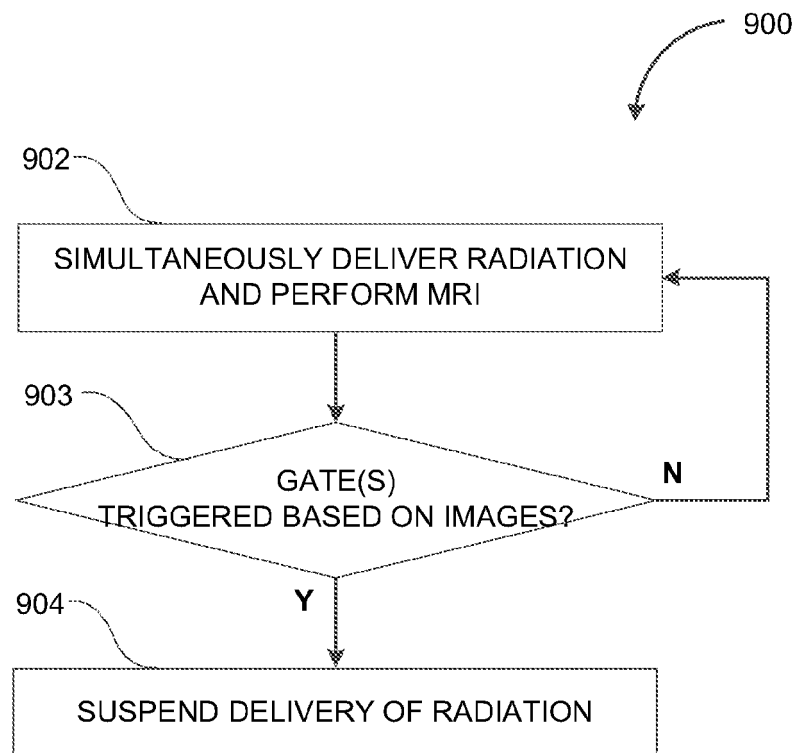 900
902
SIMULTANEOUSLY DELIVER RADIATION
AND PERFORM MRI
903
GATE(S)
TRIGGERED BASED ON IMAGES?
N
Y
904
SUSPEND DELIVERY OF RADIATION